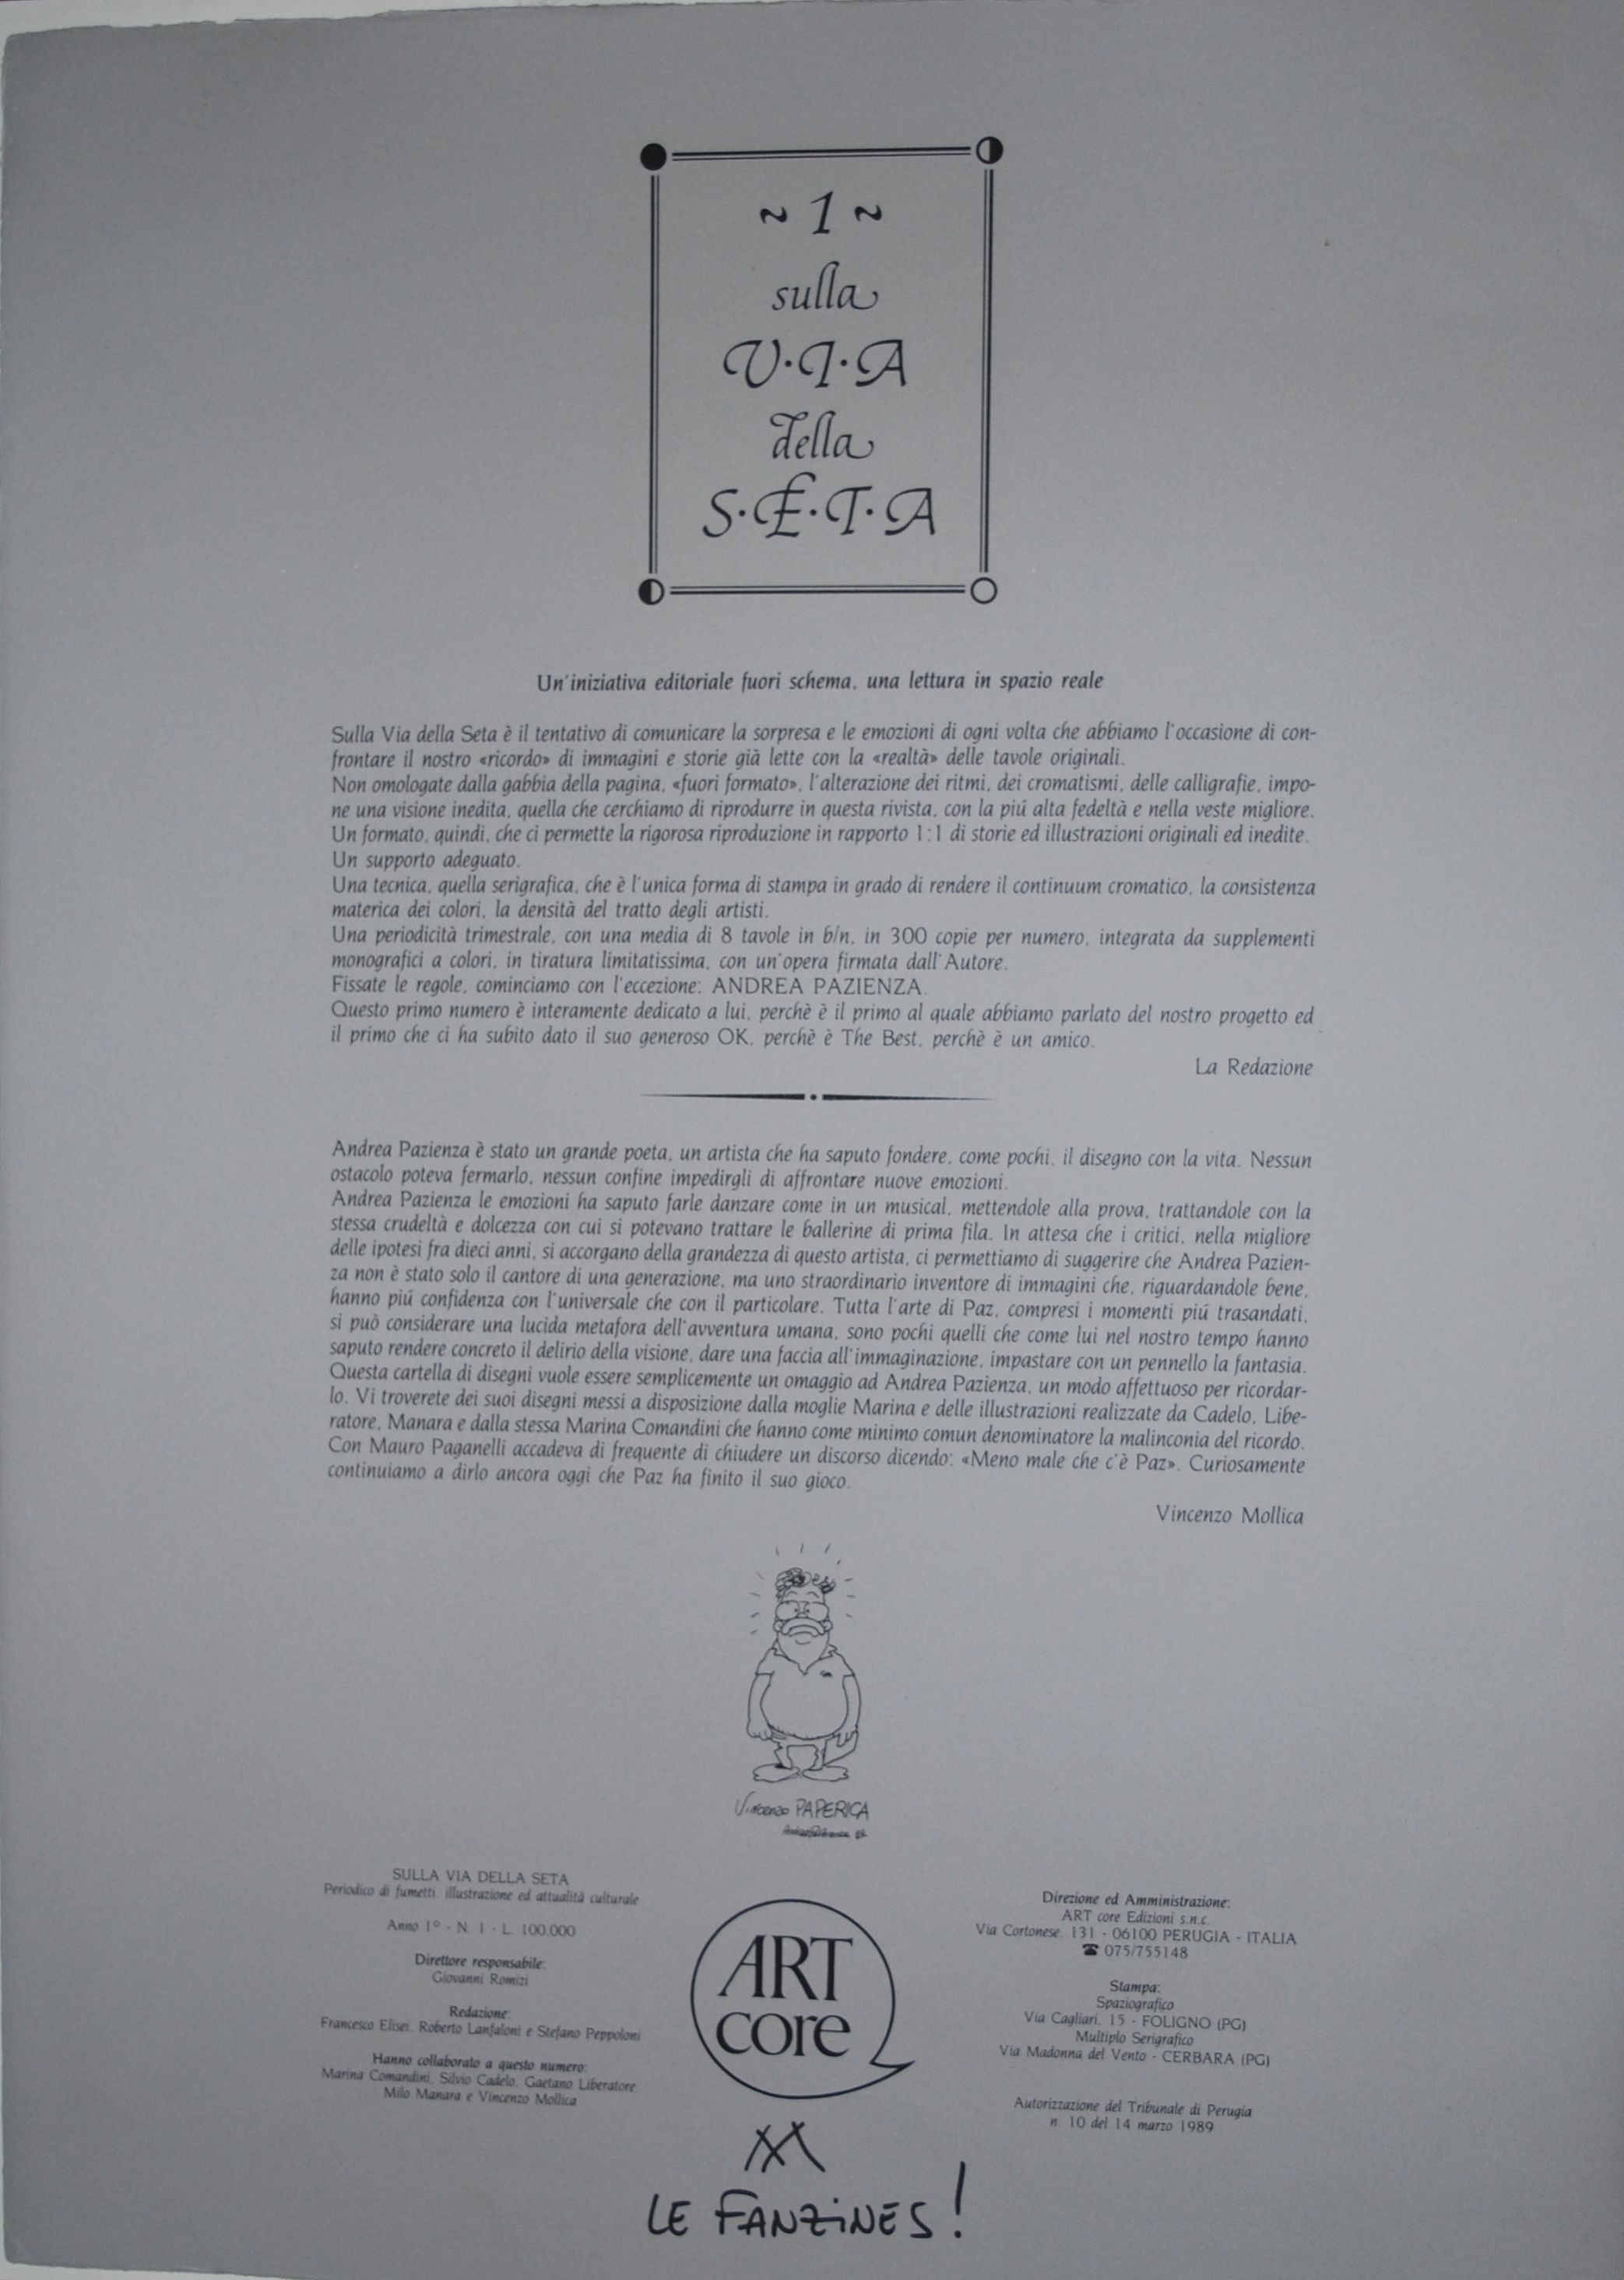 ~ 1 ~
sulla
V·I·A
della
S·E·T·A
Un'iniziativa editoriale fuori schema, una lettura in spazio reale
Sulla Via della Seta è il tentativo di comunicare la sorpresa e le emozioni di ogni volta che abbiamo l'occasione di con-
frontare il nostro «ricordo» di immagini e storie già lette con la «realtà» delle tavole originali.
Non omologate dalla gabbia della pagina, «fuori formato», l'alterazione dei ritmi, dei cromatismi, delle calligrafie, impo-
ne una visione inedita, quella che cerchiamo di riprodurre in questa rivista, con la piú alta fedeltà e nella veste migliore.
Un formato, quindi, che ci permette la rigorosa riproduzione in rapporto 1:1 di storie ed illustrazioni originali ed inedite.
Un supporto adeguato.
Una tecnica, quella serigrafica, che è l'unica forma di stampa in grado di rendere il continuum cromatico, la consistenza
materica dei colori, la densità del tratto degli artisti.
Una periodicità trimestrale, con una media di 8 tavole in b/n, in 300 copie per numero, integrata da supplementi
monografici a colori, in tiratura limitatissima, con un'opera firmata dall'Autore.
Fissate le regole, cominciamo con l'eccezione: ANDREA PAZIENZA.
Questo primo numero è interamente dedicato a lui, perchè è il primo al quale abbiamo parlato del nostro progetto ed
il primo che ci ha subito dato il suo generoso OK, perchè è The Best, perchè è un amico.
La Redazione
Andrea Pazienza è stato un grande poeta, un artista che ha saputo fondere, come pochi, il disegno con la vita. Nessun
ostacolo poteva fermarlo, nessun confine impedirgli di affrontare nuove emozioni.
Andrea Pazienza le emozioni ha saputo farle danzare come in un musical, mettendole alla prova, trattandole con la
stessa crudeltà e dolcezza con cui si potevano trattare le ballerine di prima fila. In attesa che i critici, nella migliore
delle ipotesi fra dieci anni, si accorgano della grandezza di questo artista, ci permettiamo di suggerire che Andrea Pazien-
za non è stato solo il cantore di una generazione, ma uno straordinario inventore di immagini che, riguardandole bene,
hanno piú confidenza con l'universale che con il particolare. Tutta l'arte di Paz, compresi i momenti piú trasandati,
si può considerare una lucida metafora dell'avventura umana, sono pochi quelli che come lui nel nostro tempo hanno
saputo rendere concreto il delirio della visione, dare una faccia all'immaginazione, impastare con un pennello la fantasia.
Questa cartella di disegni vuole essere semplicemente un omaggio ad Andrea Pazienza, un modo affettuoso per ricordar-
lo. Vi troverete dei suoi disegni messi a disposizione dalla moglie Marina e delle illustrazioni realizzate da Cadelo, Libe-
ratore, Manara e dalla stessa Marina Comandini che hanno come minimo comun denominatore la malinconia del ricordo.
Con Mauro Paganelli accadeva di frequente di chiudere un discorso dicendo: «Meno male che c'è Paz». Curiosamente
continuiamo a dirlo ancora oggi che Paz ha finito il suo gioco.
Vincenzo Mollica
Vincenzo PAPERICA
SULLA VIA DELLA SETA
Periodico di fumetti, illustrazione ed attualità culturale
Anno 1° - N. 1 - L. 100.000
Direttore responsabile:
Giovanni Romizi
Redazione:
Francesco Elisei, Roberto Lanfaloni e Stefano Peppoloni
Hanno collaborato a questo numero:
Marina Comandini, Silvio Cadelo, Gaetano Liberatore
Milo Manara e Vincenzo Mollica
ART
core
Direzione ed Amministrazione:
ART core Edizioni s.n.c.
Via Cortonese, 131 - 06100 PERUGIA - ITALIA
☎ 075/755148
Stampa:
Spaziografico
Via Cagliari, 15 - FOLIGNO (PG)
Multiplo Serigrafico
Via Madonna del Vento - CERBARA (PG)
Autorizzazione del Tribunale di Perugia
n. 10 del 14 marzo 1989
LE FANZINES!